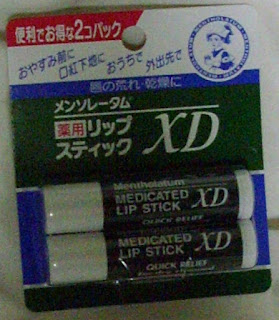 便利でお得な2コパック
おやすみ前に
口紅下地に
おうちで
外出先で
MENTHOLATUM
唇の荒れ・乾燥に
メンソレータム
薬用リップ
スティック
XD
Mentholatum
MEDICATED
LIP STICK
XD
QUICK RELIEF
Mentholatum
MEDICATED
LIP STICK
XD
QUICK RELIEF